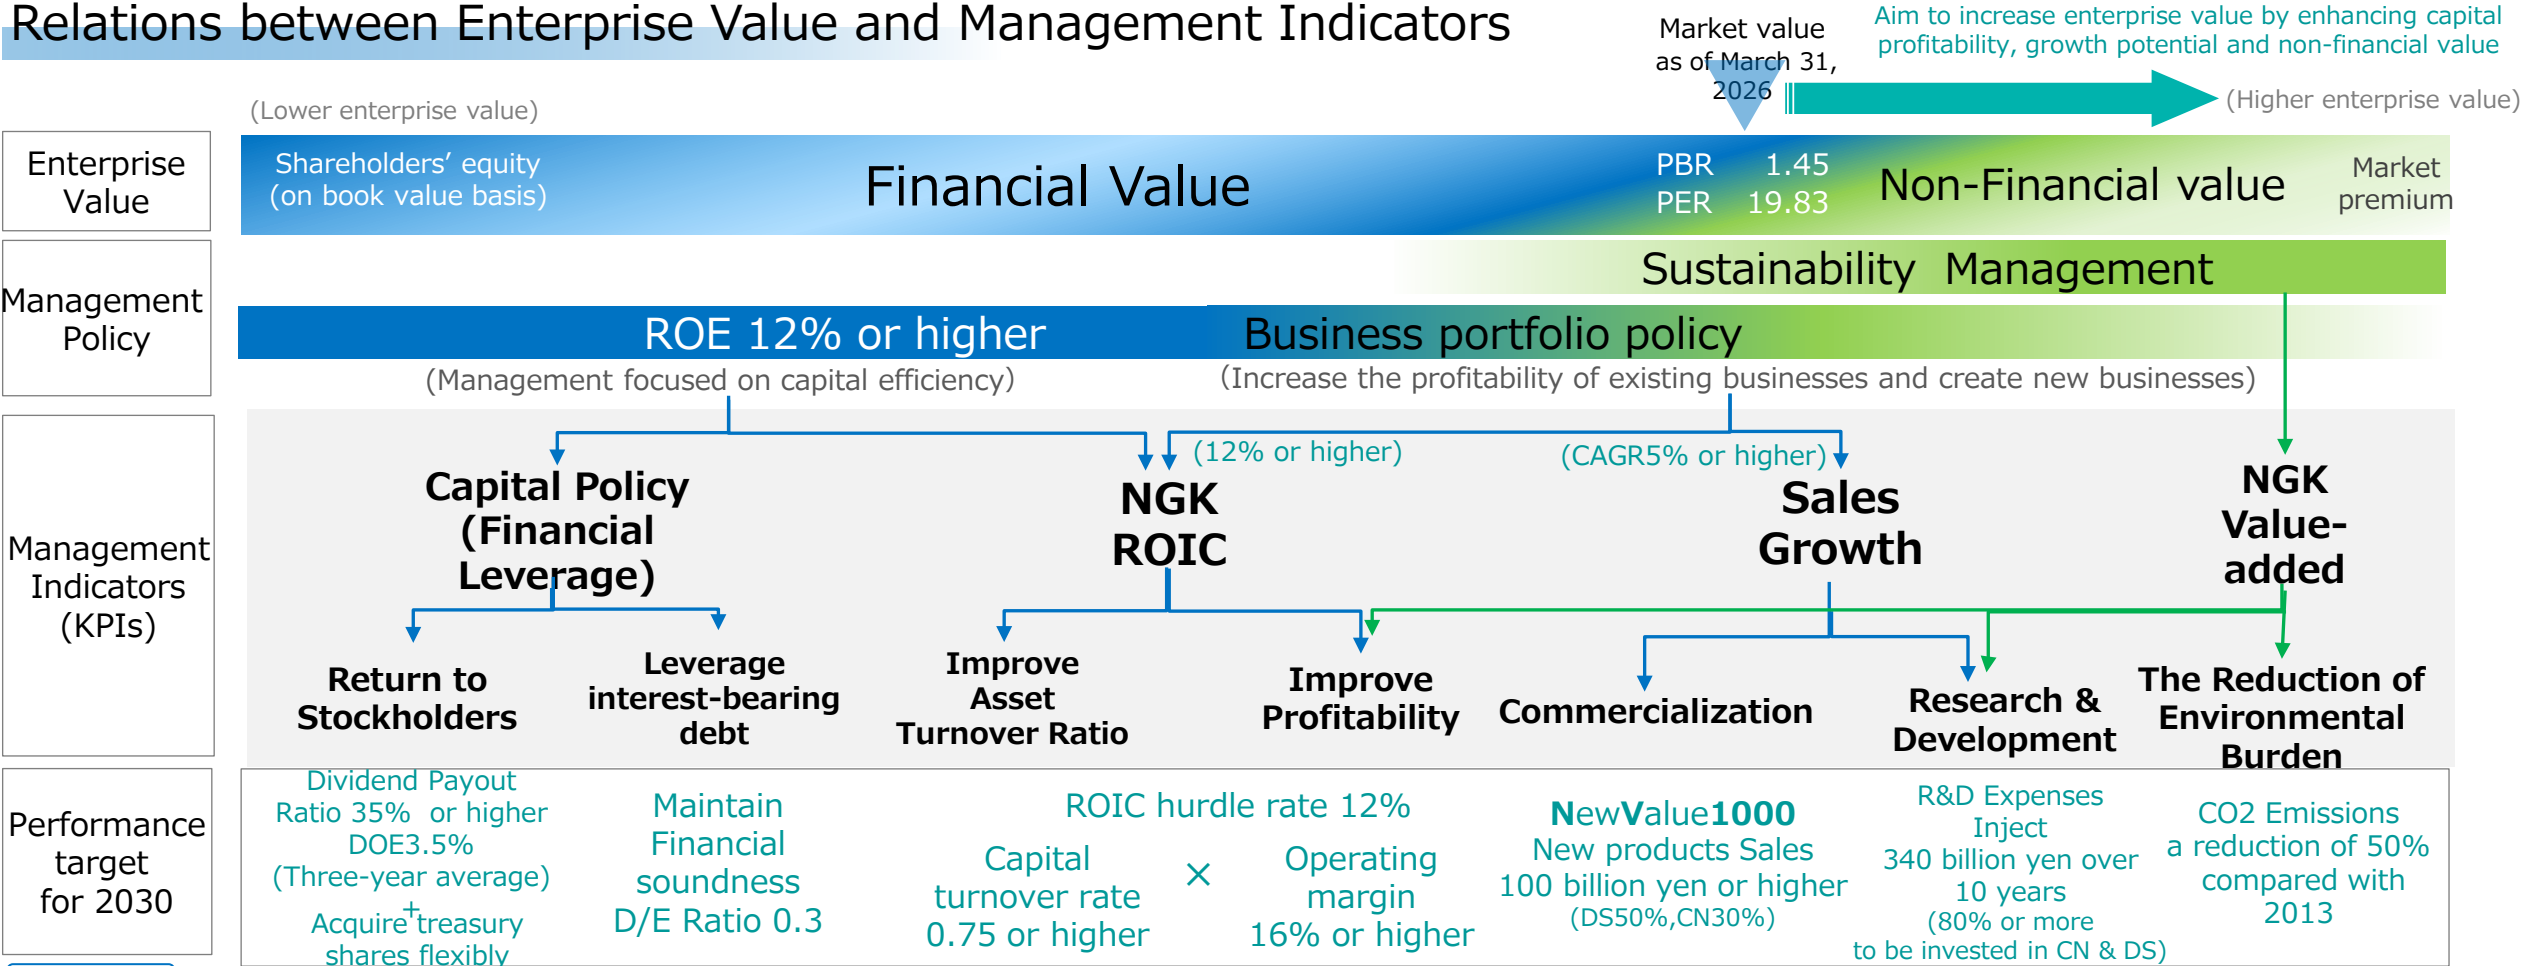 Relations between Enterprise Value and Management Indicators
Market value
as of March 31,
2026
Aim to increase enterprise value by enhancing capital
profitability, growth potential and non-financial value
(Lower enterprise value)
(Higher enterprise value)
Enterprise
Value
Shareholders’ equity
(on book value basis)
Financial Value
PBR 1.45
PER 19.83
Non-Financial value
Market
premium
Management
Policy
Sustainability Management
ROE 12% or higher
Business portfolio policy
(Management focused on capital efficiency)
(Increase the profitability of existing businesses and create new businesses)
Management
Indicators
(KPIs)
(12% or higher)
(CAGR5% or higher)
Capital Policy
(Financial
Leverage)
NGK
ROIC
Sales
Growth
NGK
Value-
added
Return to
Stockholders
Leverage
interest-bearing
debt
Improve
Asset
Turnover Ratio
Improve
Profitability
Commercialization
Research &
Development
The Reduction of
Environmental
Burden
Performance
target
for 2030
Dividend Payout
Ratio 35% or higher
DOE3.5%
(Three-year average)
+
Acquire treasury
shares flexibly
Maintain
Financial
soundness
D/E Ratio 0.3
ROIC hurdle rate 12%
Capital
turnover rate
0.75 or higher
×
Operating
margin
16% or higher
NewValue1000
New products Sales
100 billion yen or higher
(DS50%,CN30%)
R&D Expenses
Inject
340 billion yen over
10 years
(80% or more
to be invested in CN & DS)
CO2 Emissions
a reduction of 50%
compared with
2013